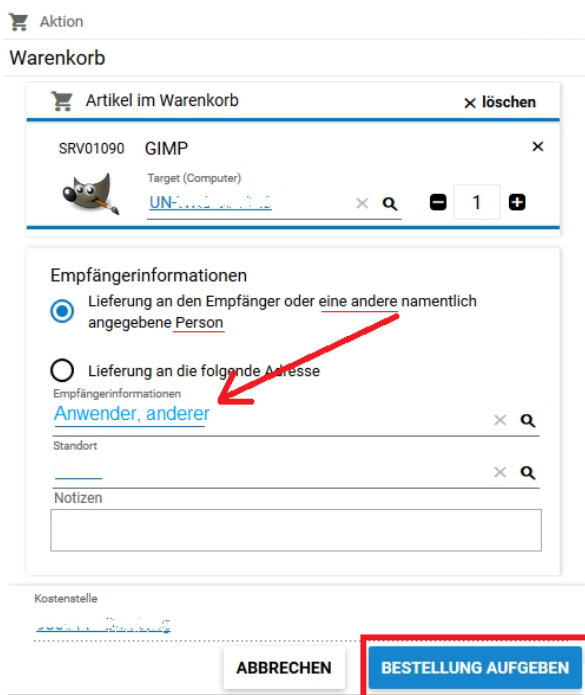 Aktion
Warenkorb
Artikel im Warenkorb × löschen
SRV01090 GIMP ×
Target (Computer)
UN- ×
1
Empfängerinformationen
Lieferung an den Empfänger oder eine andere namentlich
angegebene Person
Lieferung an die folgende Adresse
Empfängerinformationen
Anwender, anderer ×
Standort
×
Notizen
Kostenstelle
ABBRECHEN BESTELLUNG AUFGEBEN